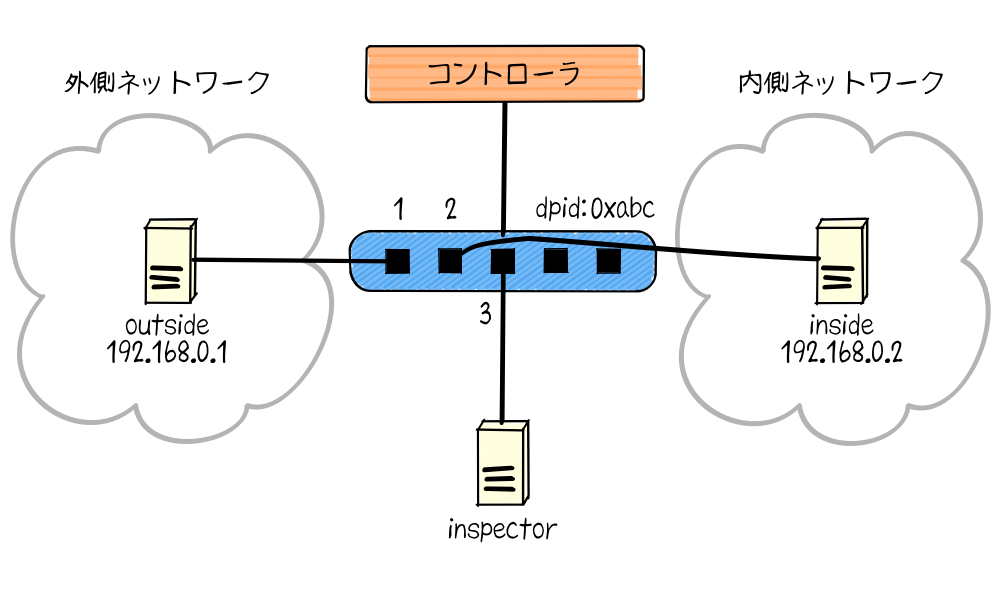 コントローラ
外側ネットワーク
内側ネットワーク
1
2
dpid:0xabc
3
outside
192.168.0.1
inside
192.168.0.2
inspector